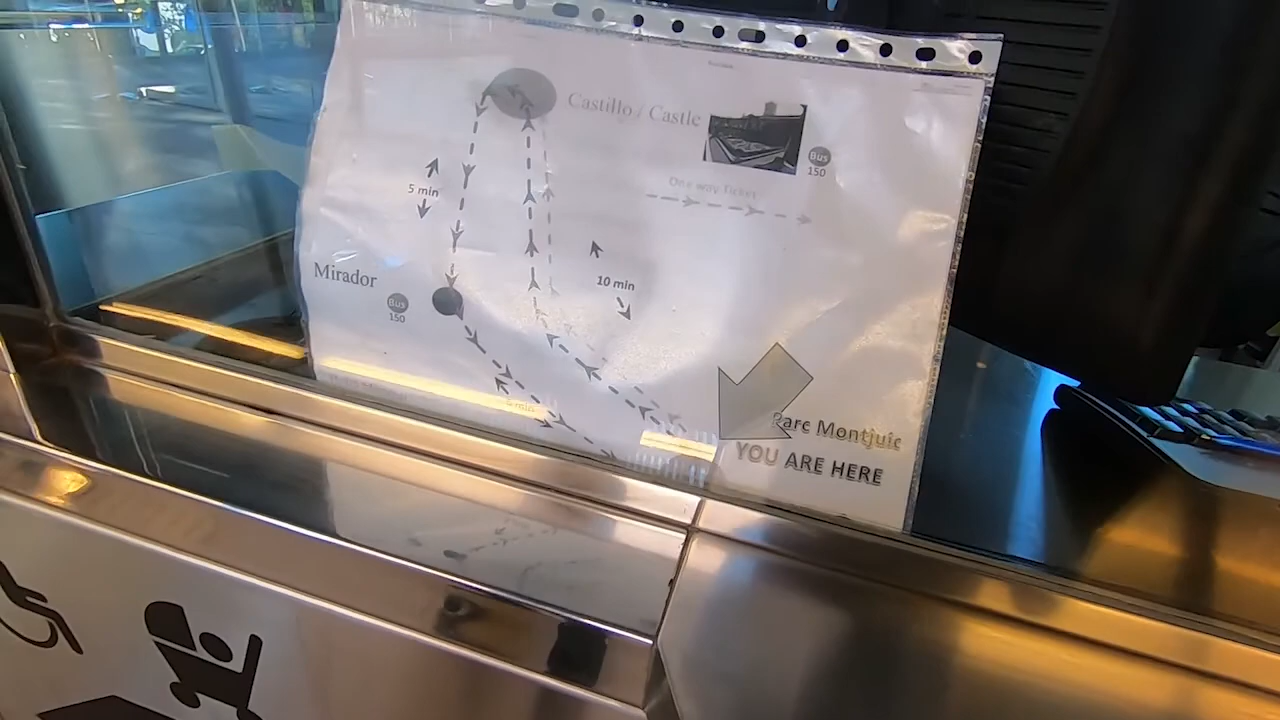 Castillo / Castle
Bus
150
One way Ticket
5 min
10 min
Mirador
Bus
150
min
Parc Montjuïc
YOU ARE HERE